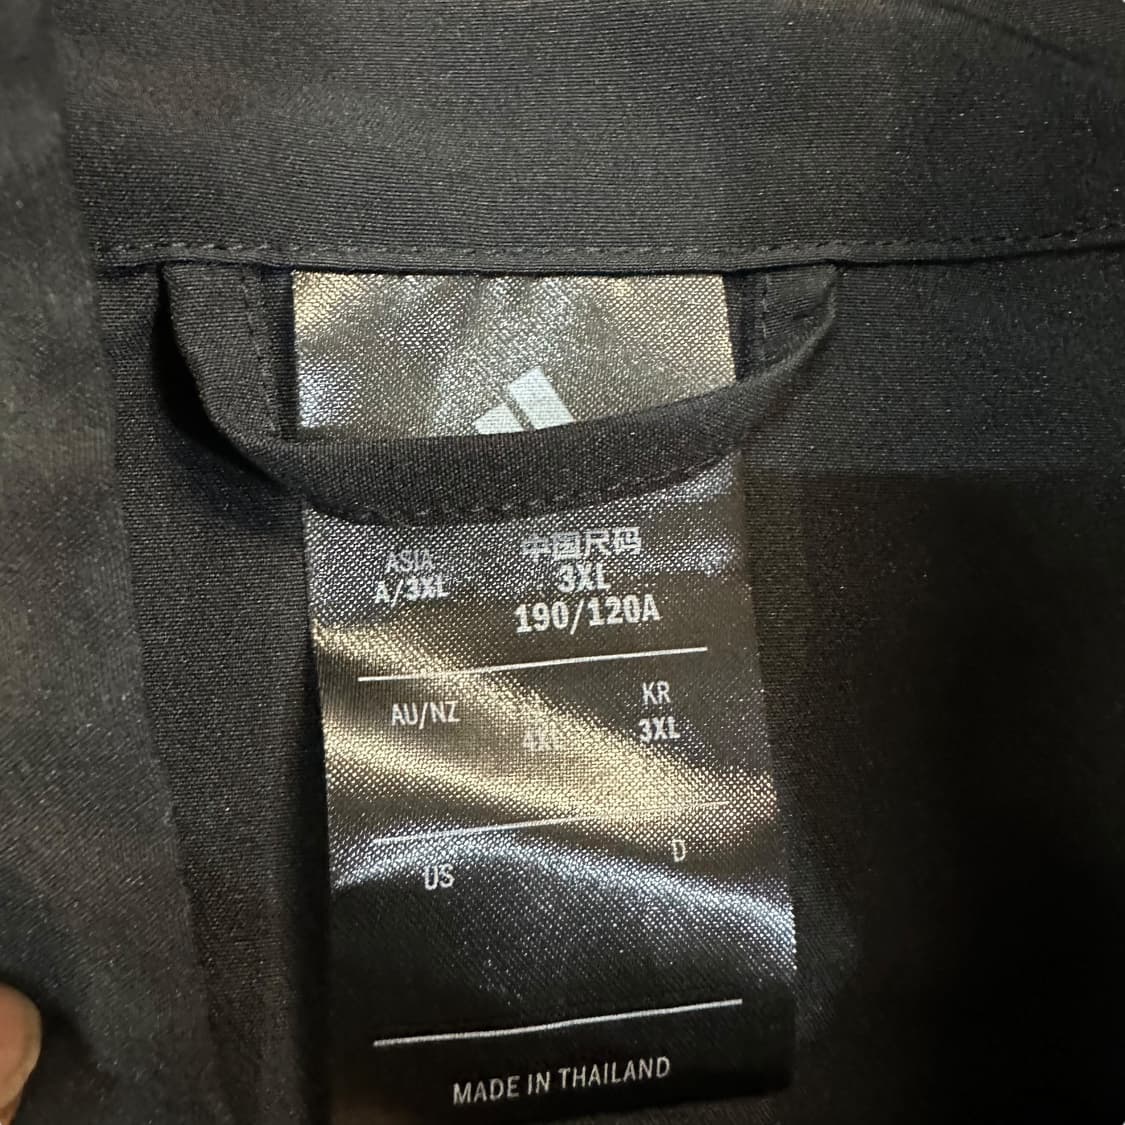 ASIA
A/3XL
中国尺码
3XL
190/120A
AU/NZ
4XL
KR
3XL
US
D
MADE IN THAILAND